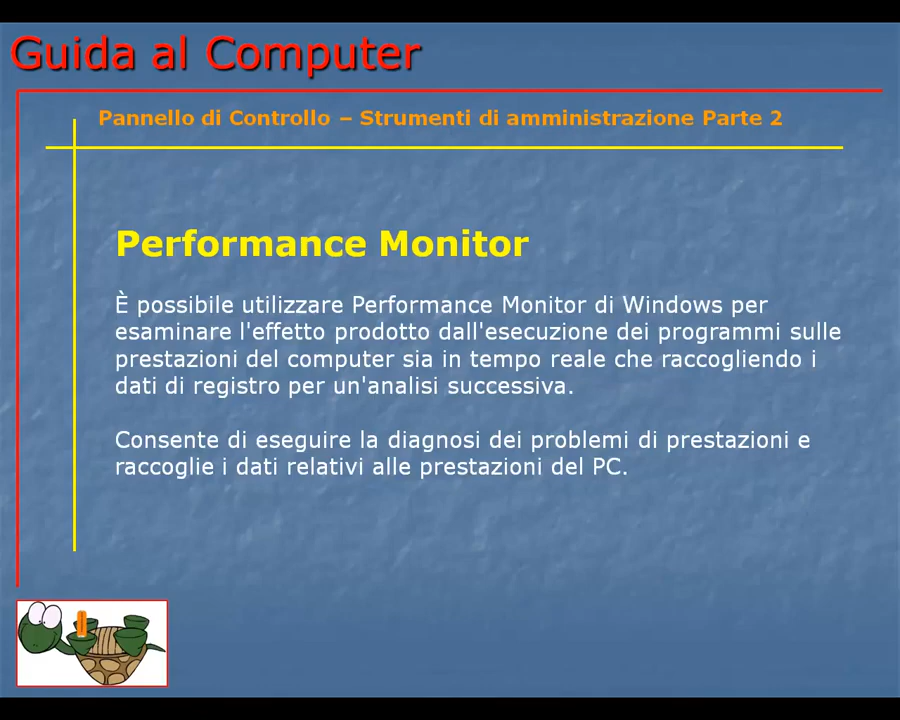 Guida al Computer
Pannello di Controllo – Strumenti di amministrazione Parte 2
Performance Monitor
È possibile utilizzare Performance Monitor di Windows per
esaminare l'effetto prodotto dall'esecuzione dei programmi sulle
prestazioni del computer sia in tempo reale che raccogliendo i
dati di registro per un'analisi successiva.
Consente di eseguire la diagnosi dei problemi di prestazioni e
raccoglie i dati relativi alle prestazioni del PC.